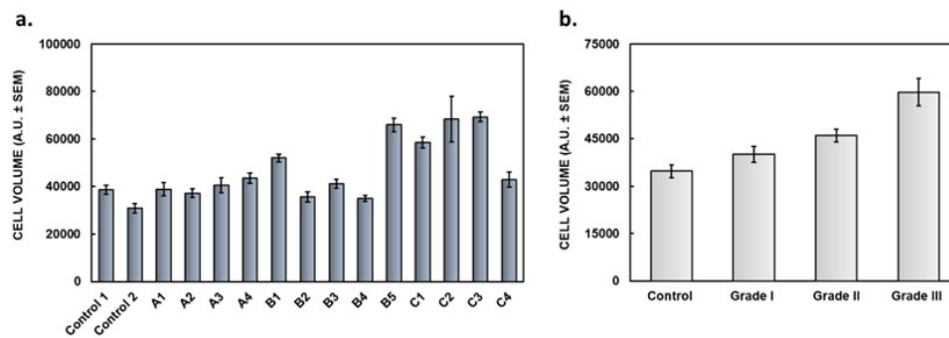 a.
CELL VOLUME (A.U. ± SEM)
100000
80000
60000
40000
20000
0
Control 1
Control 2
A1
A2
A3
A4
B1
B2
B3
B4
B5
C1
C2
C3
C4
b.
CELL VOLUME (A.U. ± SEM)
75000
60000
45000
30000
15000
0
Control
Grade I
Grade II
Grade III